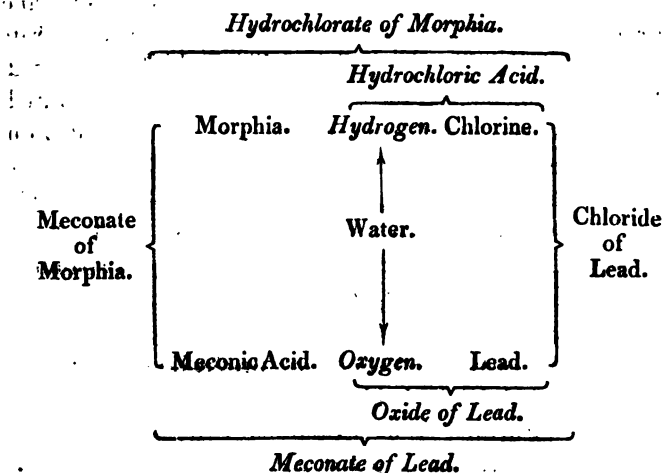 Hydrochlorate of Morphia.
Hydrochloric Acid.
Morphia. Hydrogen. Chlorine.
Meconate
of
Morphia.
Water.
Chloride
of
Lead.
Meconic Acid. Oxygen. Lead.
Oxide of Lead.
Meconate of Lead.